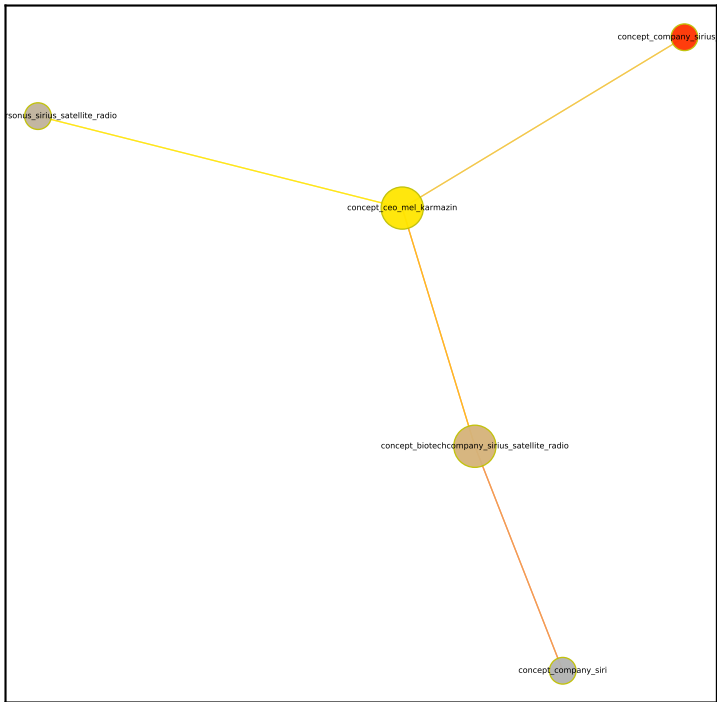 concept_company_sirius
rsonus_sirius_satellite_radio
concept_ceo_mel_karmazin
concept_biotechcompany_sirius_satellite_radio
concept_company_siri